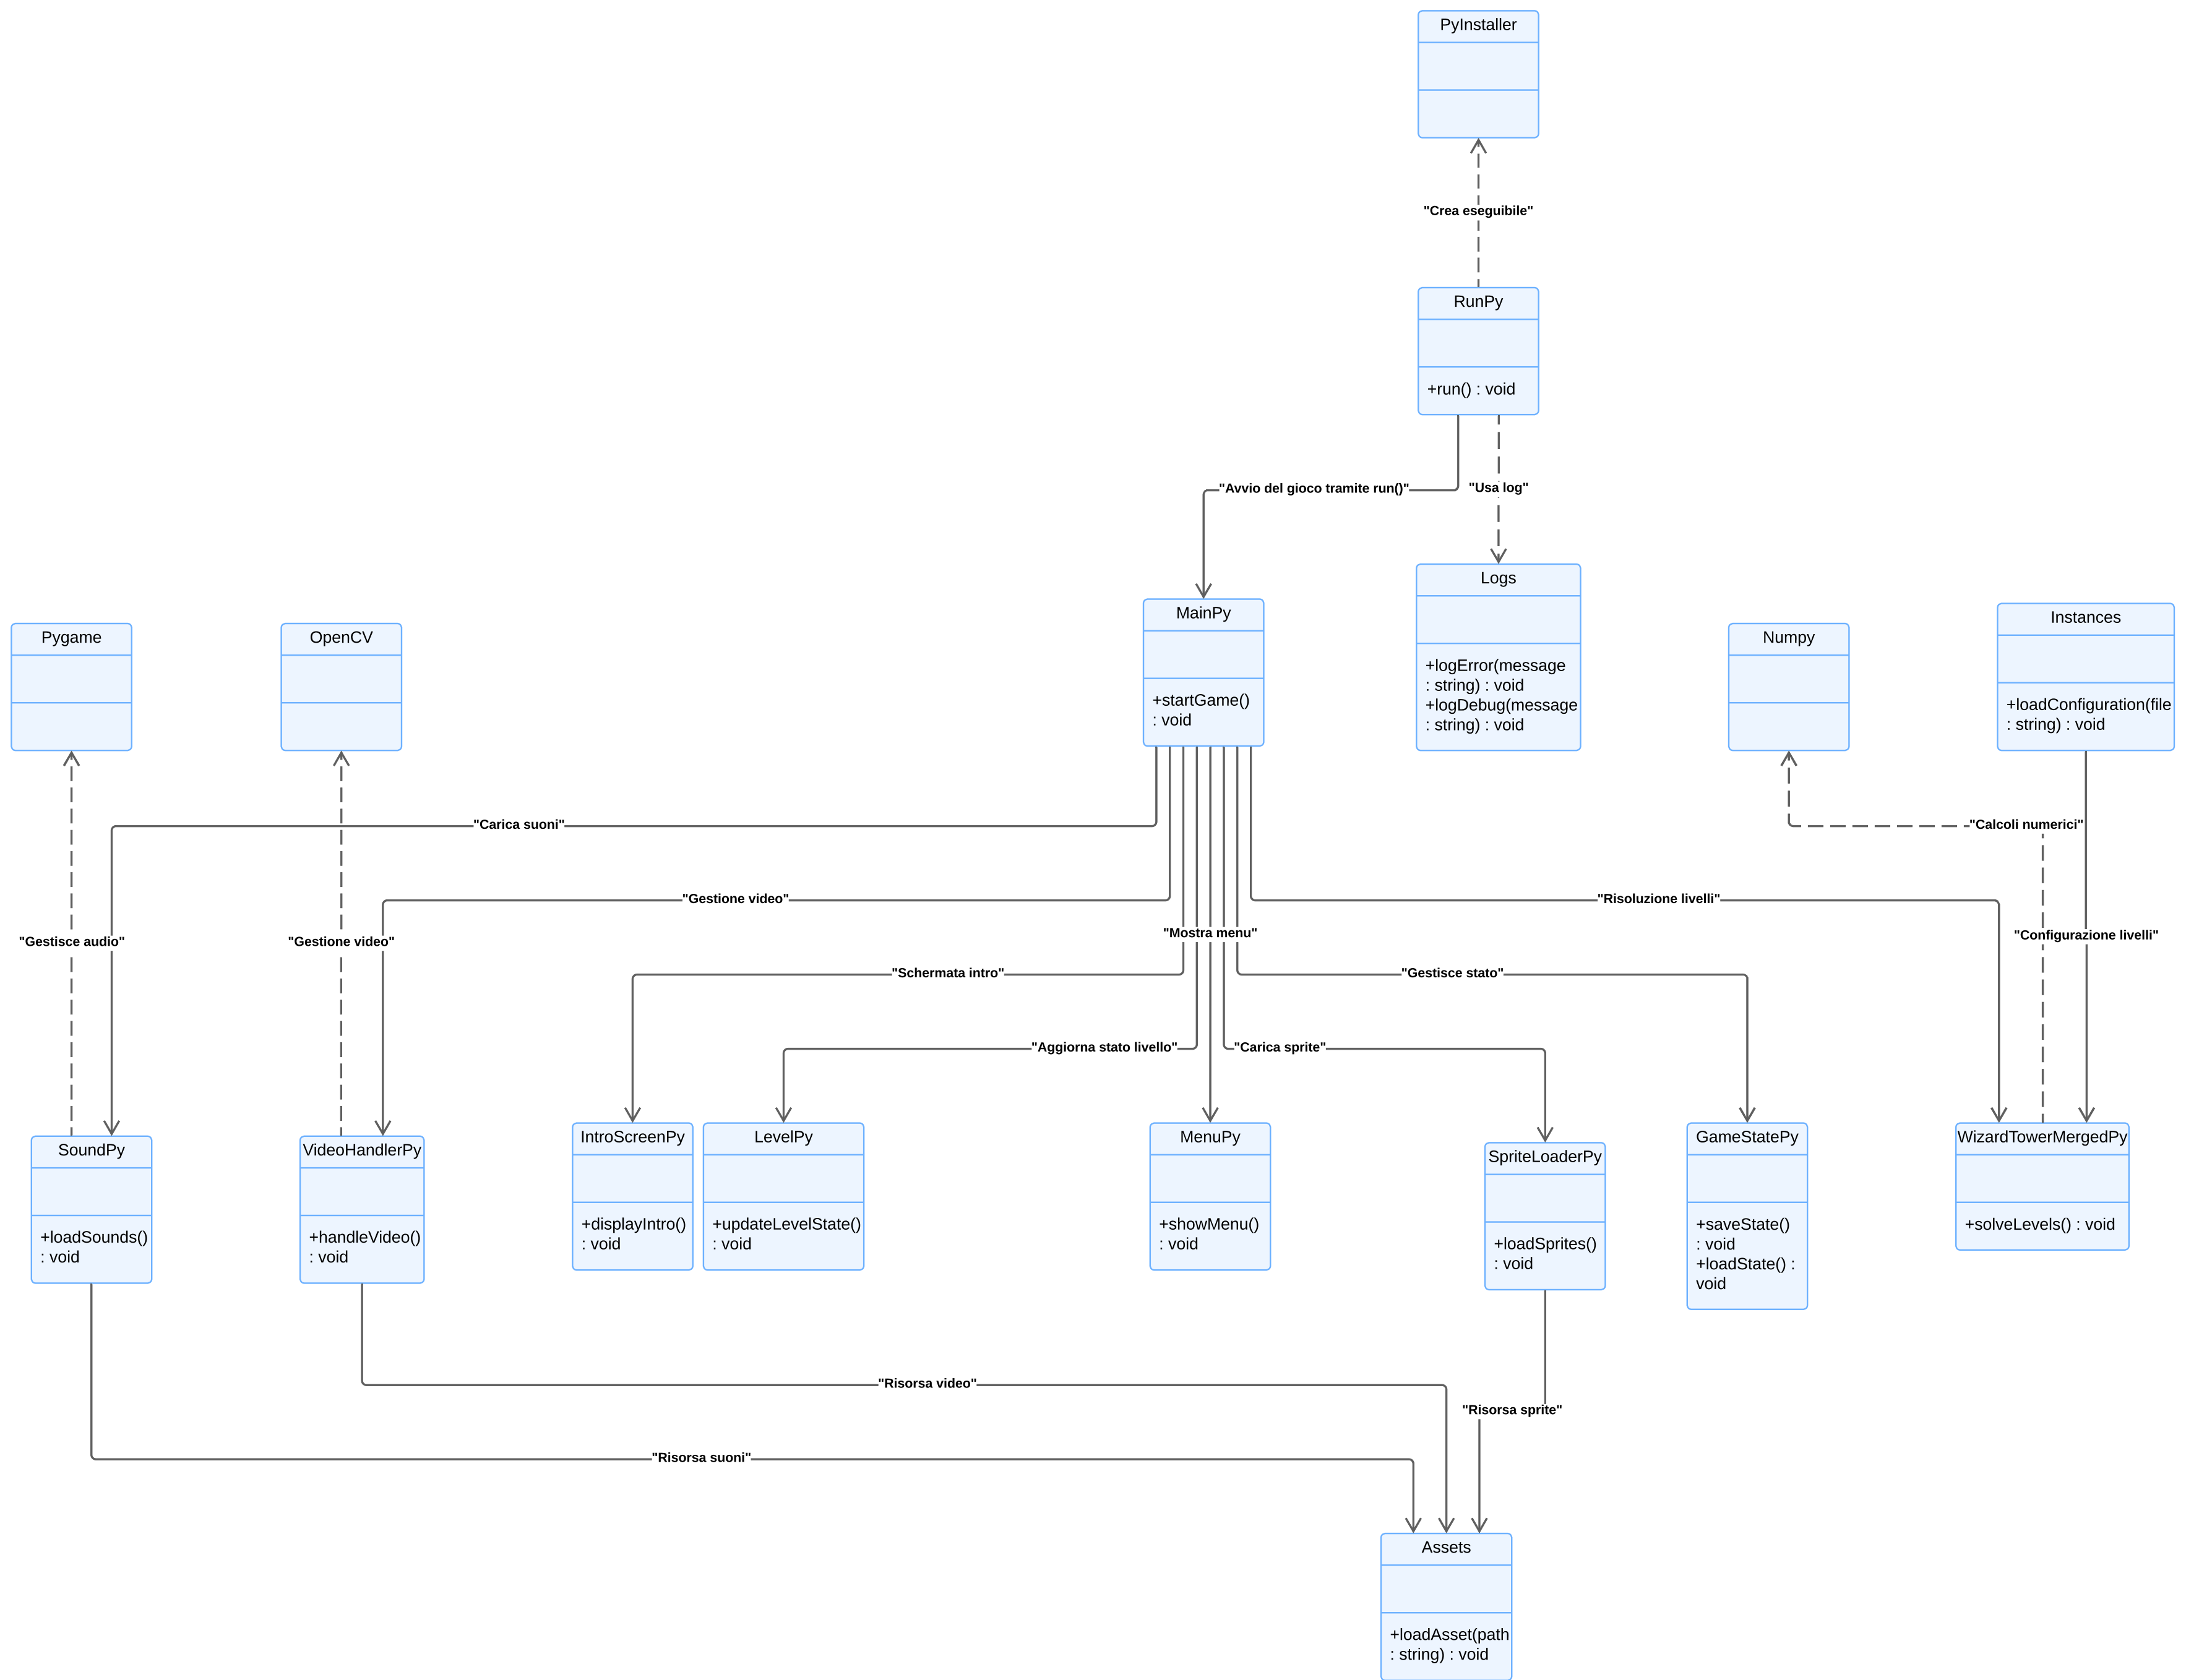 PyInstaller
"Crea eseguibile"
RunPy
+run() : void
"Avvio del gioco tramite run()"
"Usa log"
Logs
+logError(message
: string) : void
+logDebug(message
: string) : void
MainPy
+startGame()
: void
Pygame
OpenCV
Numpy
Instances
+loadConfiguration(file
: string) : void
"Carica suoni"
"Calcoli numerici"
"Gestione video"
"Risoluzione livelli"
"Gestisce audio"
"Gestione video"
"Mostra menu"
"Configurazione livelli"
"Schermata intro"
"Gestisce stato"
"Aggiorna stato livello"
"Carica sprite"
SoundPy
+loadSounds()
: void
VideoHandlerPy
+handleVideo()
: void
IntroScreenPy
+displayIntro()
: void
LevelPy
+updateLevelState()
: void
MenuPy
+showMenu()
: void
SpriteLoaderPy
+loadSprites()
: void
GameStatePy
+saveState()
: void
+loadState() :
void
WizardTowerMergedPy
+solveLevels() : void
"Risorsa video"
"Risorsa sprite"
"Risorsa suoni"
Assets
+loadAsset(path
: string) : void